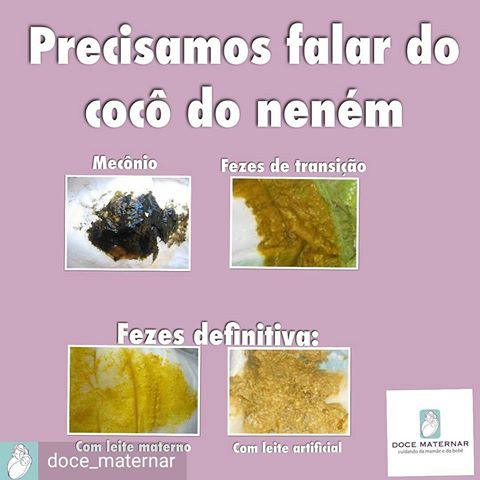 Precisamos falar do
cocô do neném
Mecônio
Fezes de transição
Fezes definitiva:
Com leite materno
Com leite artificial
DOCE MATERNAR
cuidando da mamãe e do bebê
doce_maternar